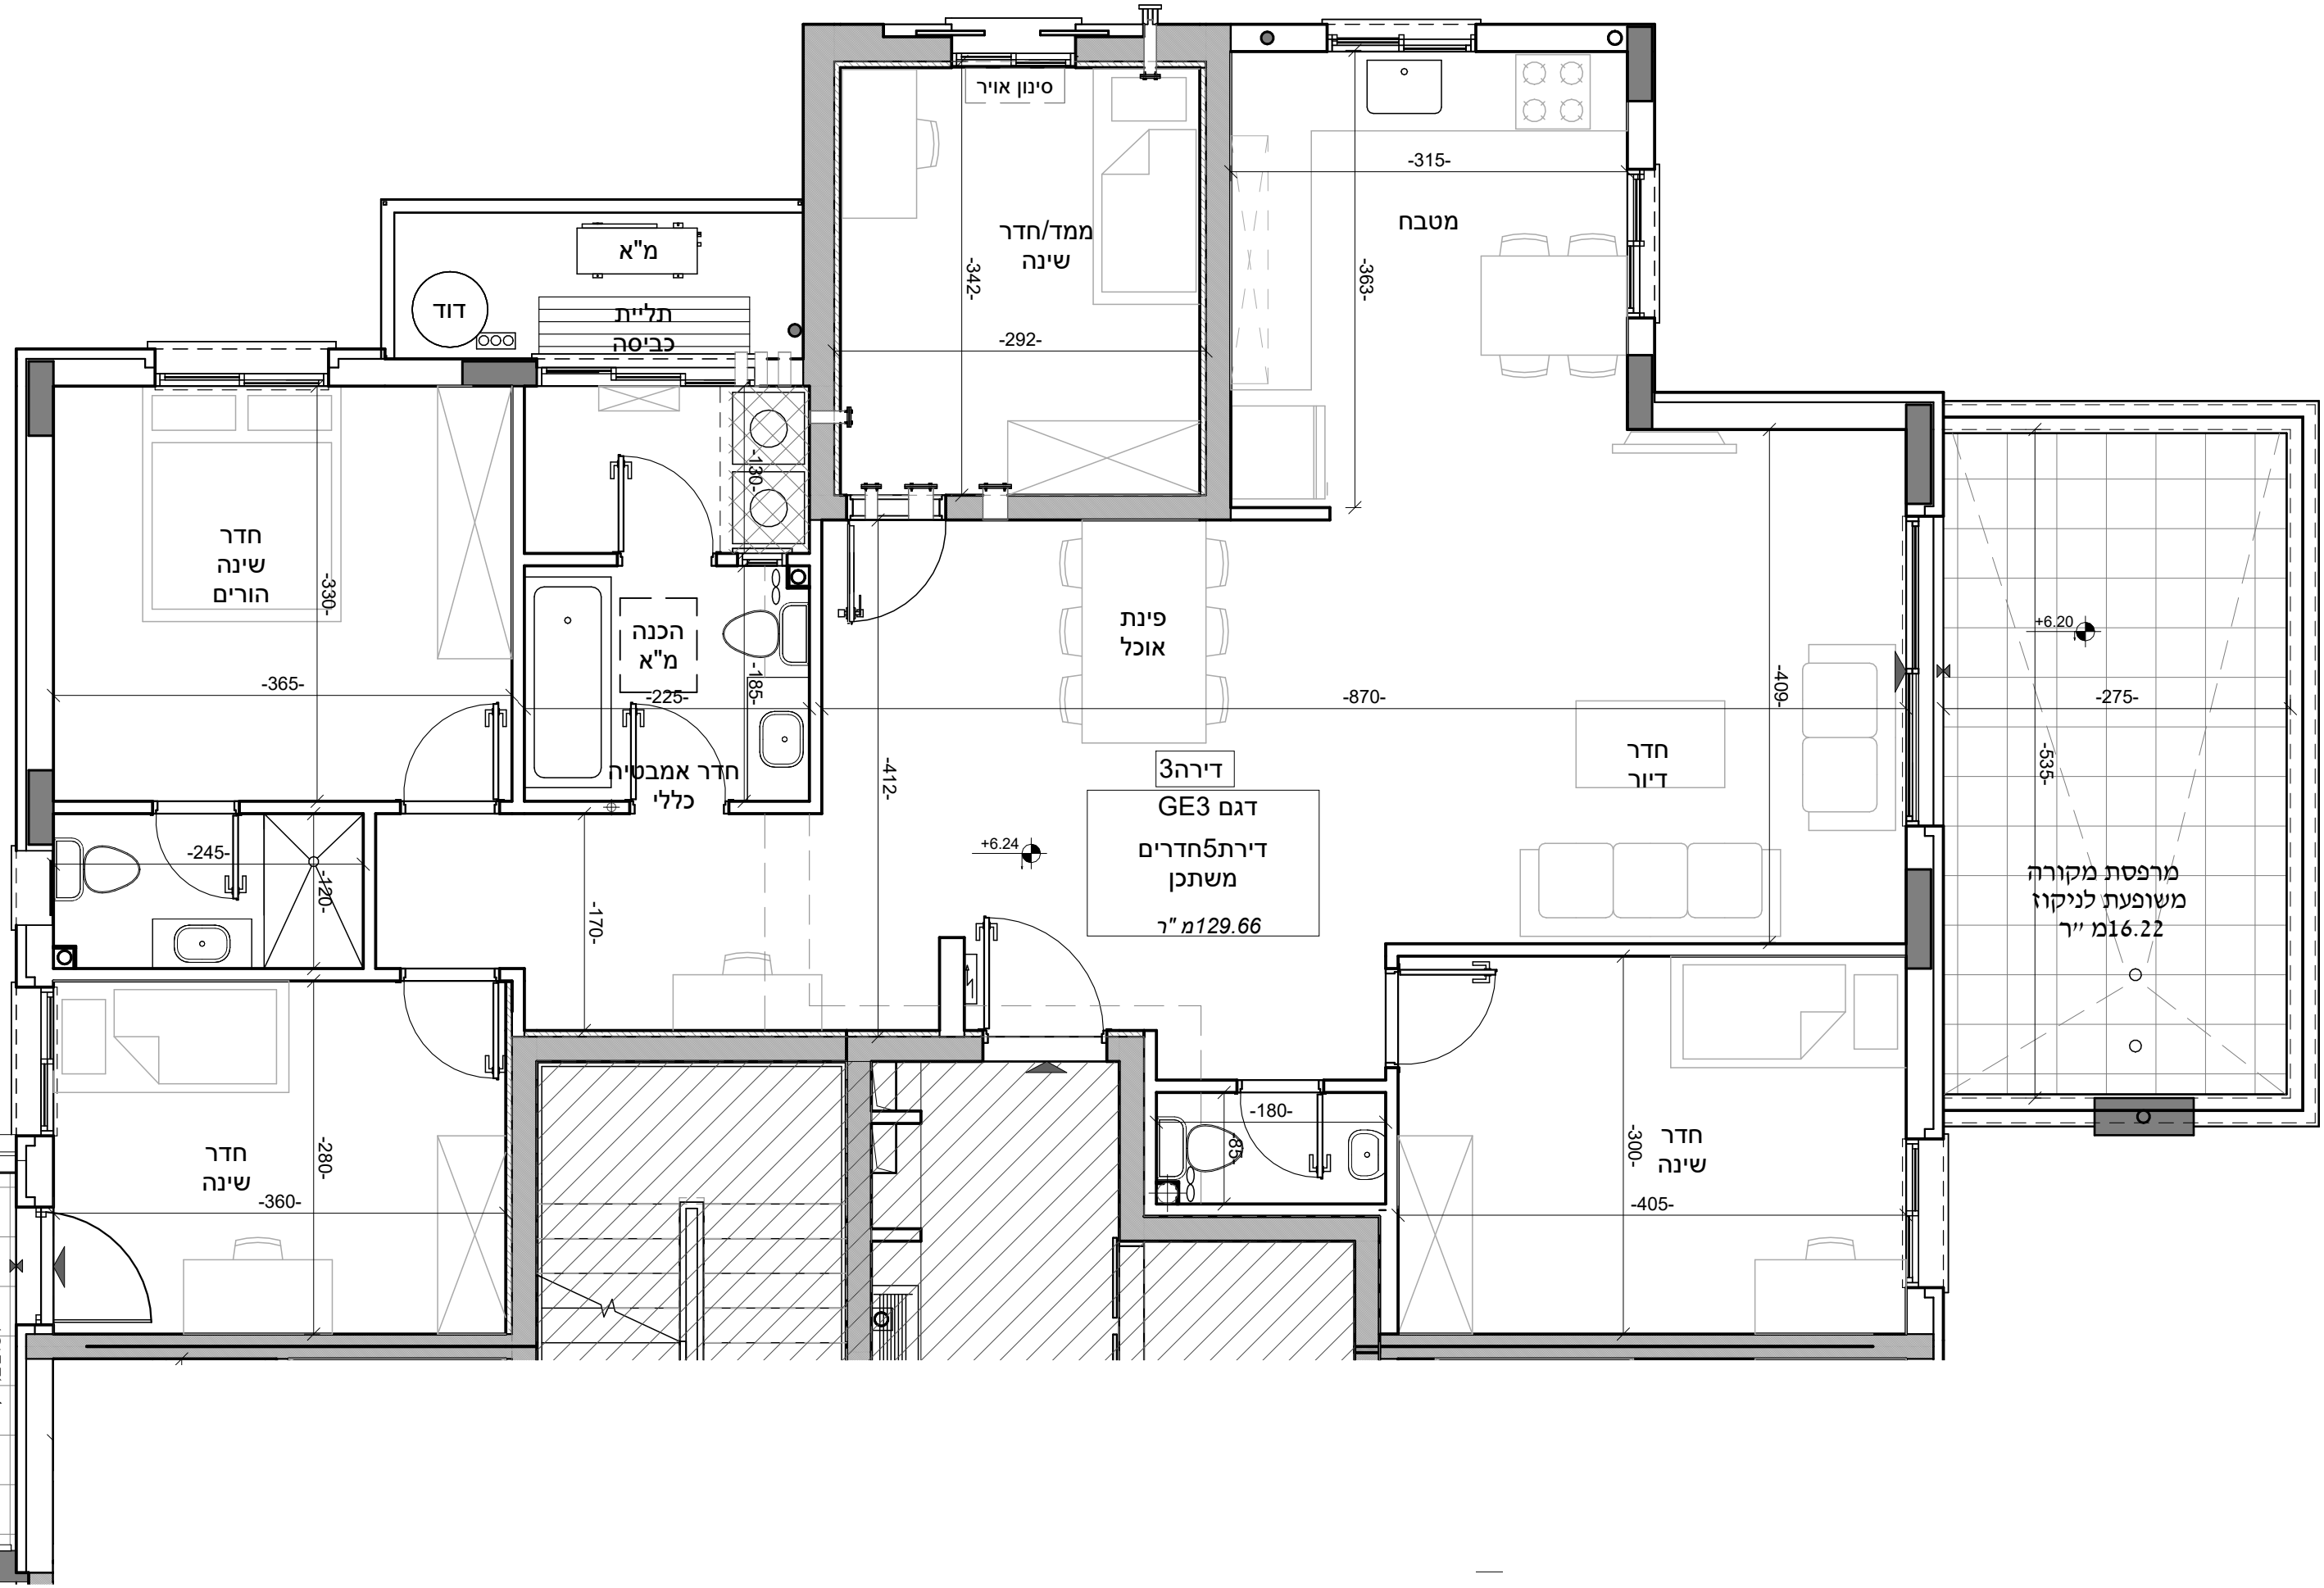 סינון אויר
-315-
מטבח
-363-
ממד/חדר
שינה
-342-
-292-
מ"א
דוד
תליית
כביסה
-130-
חדר
שינה
הורים
-330-
-365-
הכנה
מ"א
-185-
-225-
חדר אמבטיה
כללי
פינת
אוכל
-870-
-412-
-409-
חדר
דיור
+6.20
-275-
-535-
מרפסת מקורה
משופעת לניקוז
16.22מ ״ר
דירה3
דגם GE3
דירת5חדרים
משתכן
129.66מ "ר
+6.24
-245-
-120-
-170-
חדר
שינה
-280-
-360-
-180-
-85-
חדר
שינה
-300-
-405-